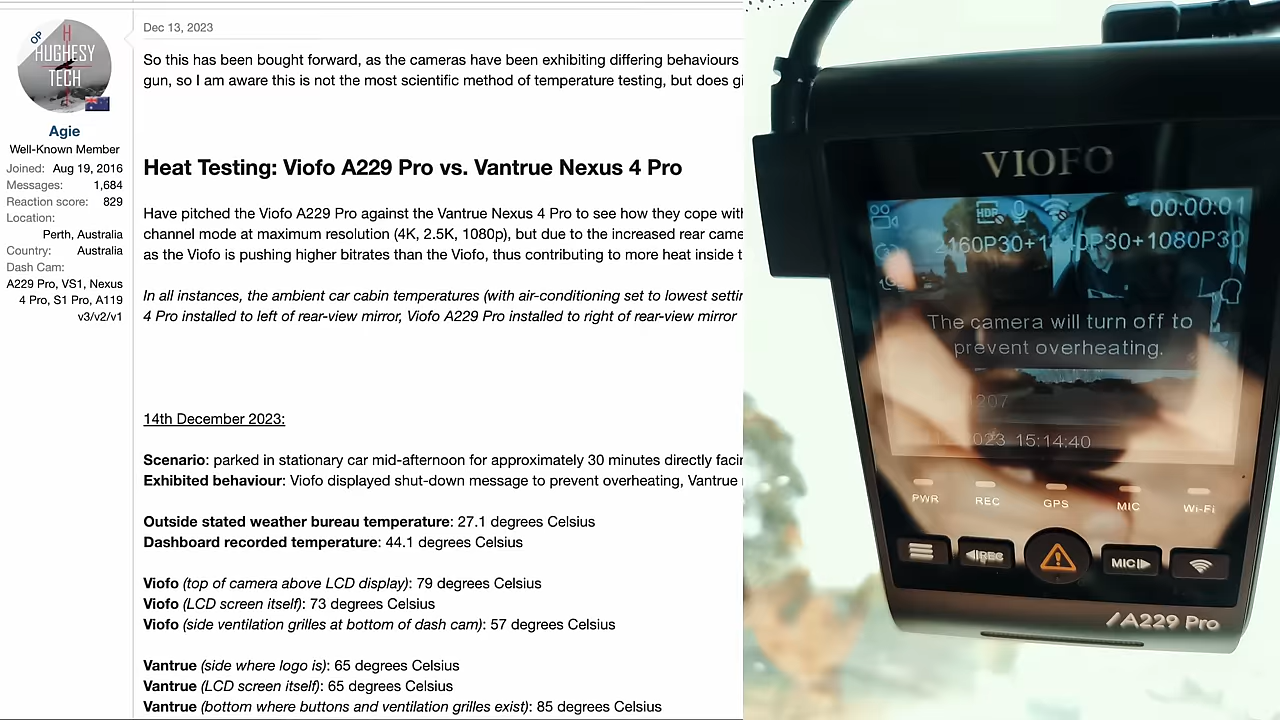 OP
HUGHESY
TECH
Agie
Well-Known Member
Joined: Aug 19, 2016
Messages: 1,684
Reaction score: 829
Location:
Perth, Australia
Country: Australia
Dash Cam:
A229 Pro, VS1, Nexus
4 Pro, S1 Pro, A119
v3/v2/v1
Dec 13, 2023
So this has been bought forward, as the cameras have been exhibiting differing behaviours
gun, so I am aware this is not the most scientific method of temperature testing, but does gi
Heat Testing: Viofo A229 Pro vs. Vantrue Nexus 4 Pro
Have pitched the Viofo A229 Pro against the Vantrue Nexus 4 Pro to see how they cope with
channel mode at maximum resolution (4K, 2.5K, 1080p), but due to the increased rear came
as the Viofo is pushing higher bitrates than the Viofo, thus contributing to more heat inside t
In all instances, the ambient car cabin temperatures (with air-conditioning set to lowest settin
4 Pro installed to left of rear-view mirror, Viofo A229 Pro installed to right of rear-view mirror
14th December 2023:
Scenario: parked in stationary car mid-afternoon for approximately 30 minutes directly facin
Exhibited behaviour: Viofo displayed shut-down message to prevent overheating, Vantrue
Outside stated weather bureau temperature: 27.1 degrees Celsius
Dashboard recorded temperature: 44.1 degrees Celsius
Viofo (top of camera above LCD display): 79 degrees Celsius
Viofo (LCD screen itself): 73 degrees Celsius
Viofo (side ventilation grilles at bottom of dash cam): 57 degrees Celsius
Vantrue (side where logo is): 65 degrees Celsius
Vantrue (LCD screen itself): 65 degrees Celsius
Vantrue (bottom where buttons and ventilation grilles exist): 85 degrees Celsius
VIOFO
HDR 00:00:01
2160P30+1440P30+1080P30
The camera will turn off to
prevent overheating.
207
2023 15:14:40
PWR REC GPS MIC Wi-Fi
REC MIC
A229 Pro